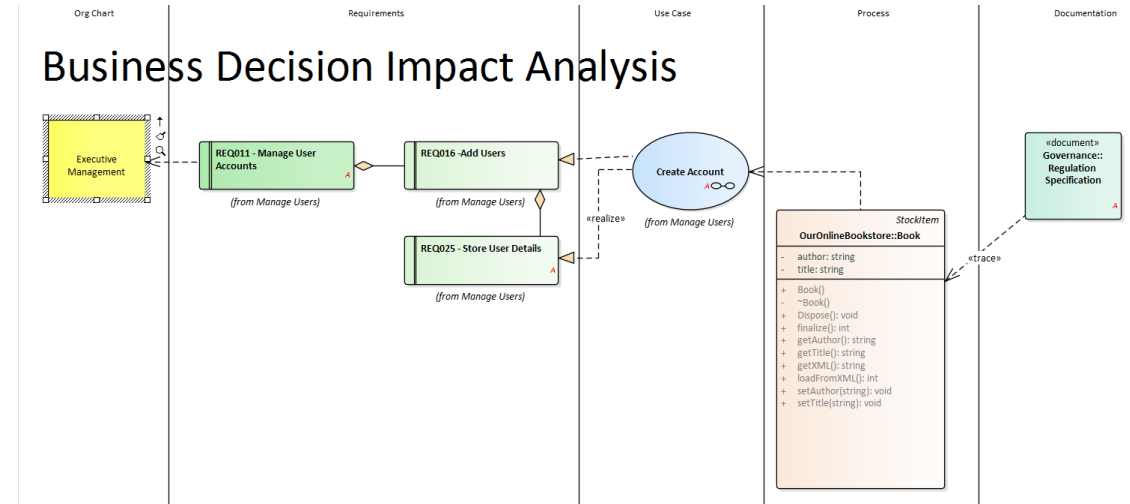 Org Chart
Requirements
Use Case
Process
Documentation
Business Decision Impact Analysis
Executive
Management
REQ011 - Manage User
Accounts
A
(from Manage Users)
REQ016 -Add Users
(from Manage Users)
REQ025 - Store User Details
A
(from Manage Users)
«realize»
Create Account
A
(from Manage Users)
StockItem
OurOnlineBookstore::Book
- author: string
- title: string
+ Book()
- ~Book()
+ Dispose(): void
+ finalize(): int
+ getAuthor(): string
+ getTitle(): string
+ getXML(): string
+ loadFromXML(): int
+ setAuthor(string): void
+ setTitle(string): void
«trace»
«document»
Governance::
Regulation
Specification
A